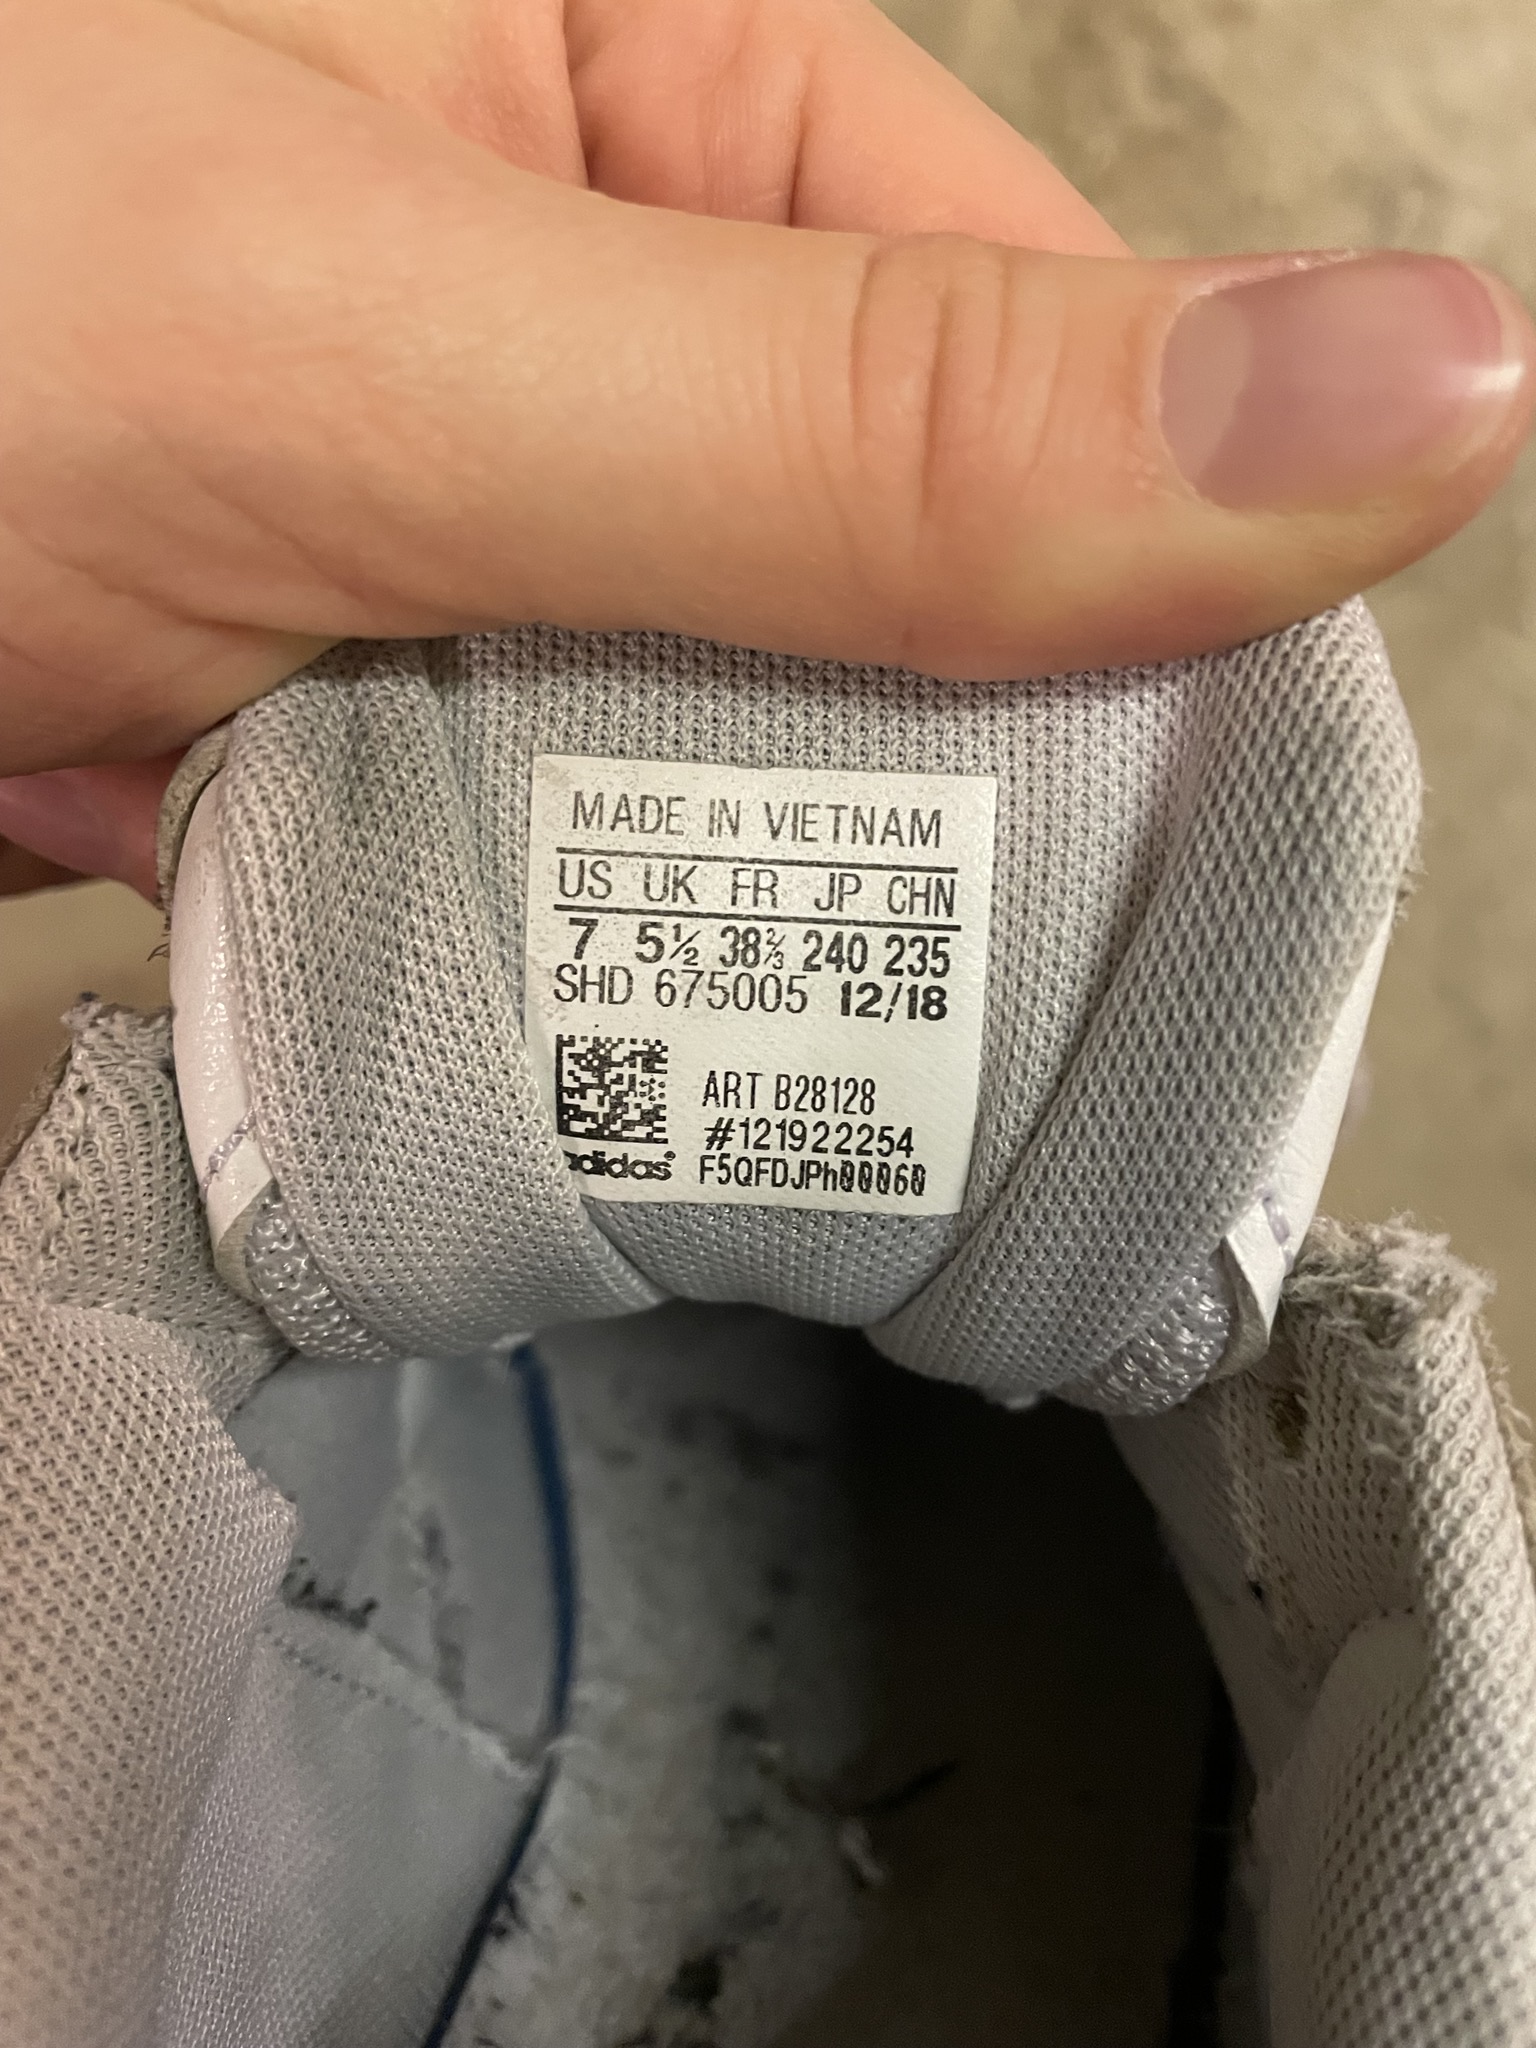 MADE IN VIETNAM
US UK FR JP CHN
7 5½ 38⅔ 240 235
SHD 675005 12/18
ART B28128
#121922254
adidas® F5QFDJPh00060